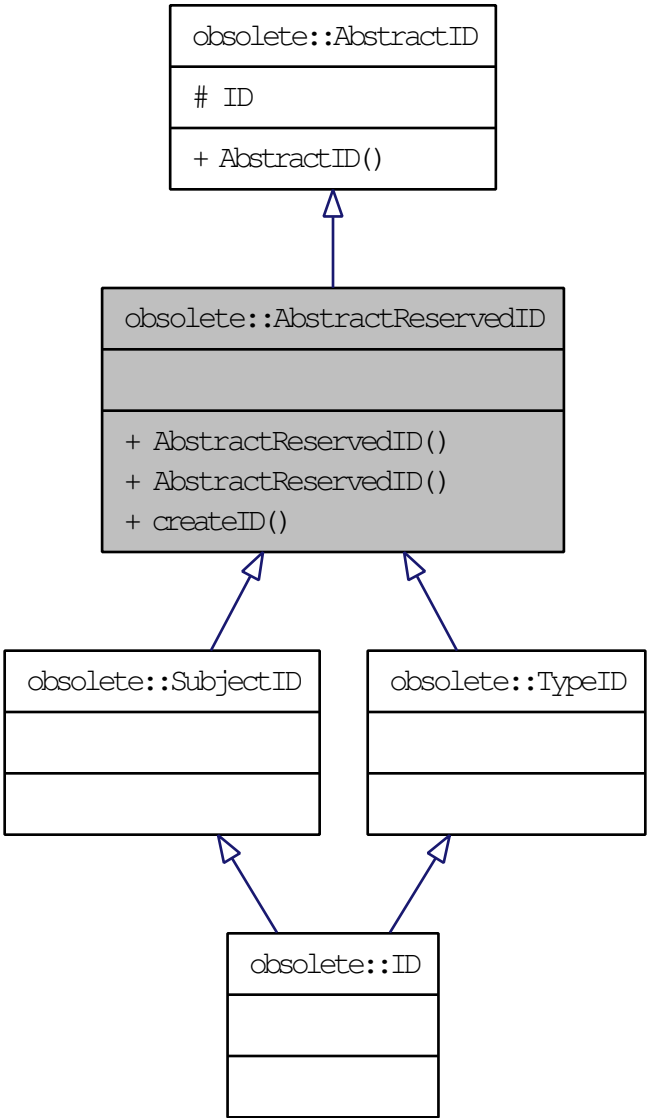 obsolete::AbstractID
# ID
+ AbstractID()
obsolete::AbstractReservedID
+ AbstractReservedID()
+ AbstractReservedID()
+ createID()
obsolete::SubjectID
obsolete::TypeID
obsolete::ID